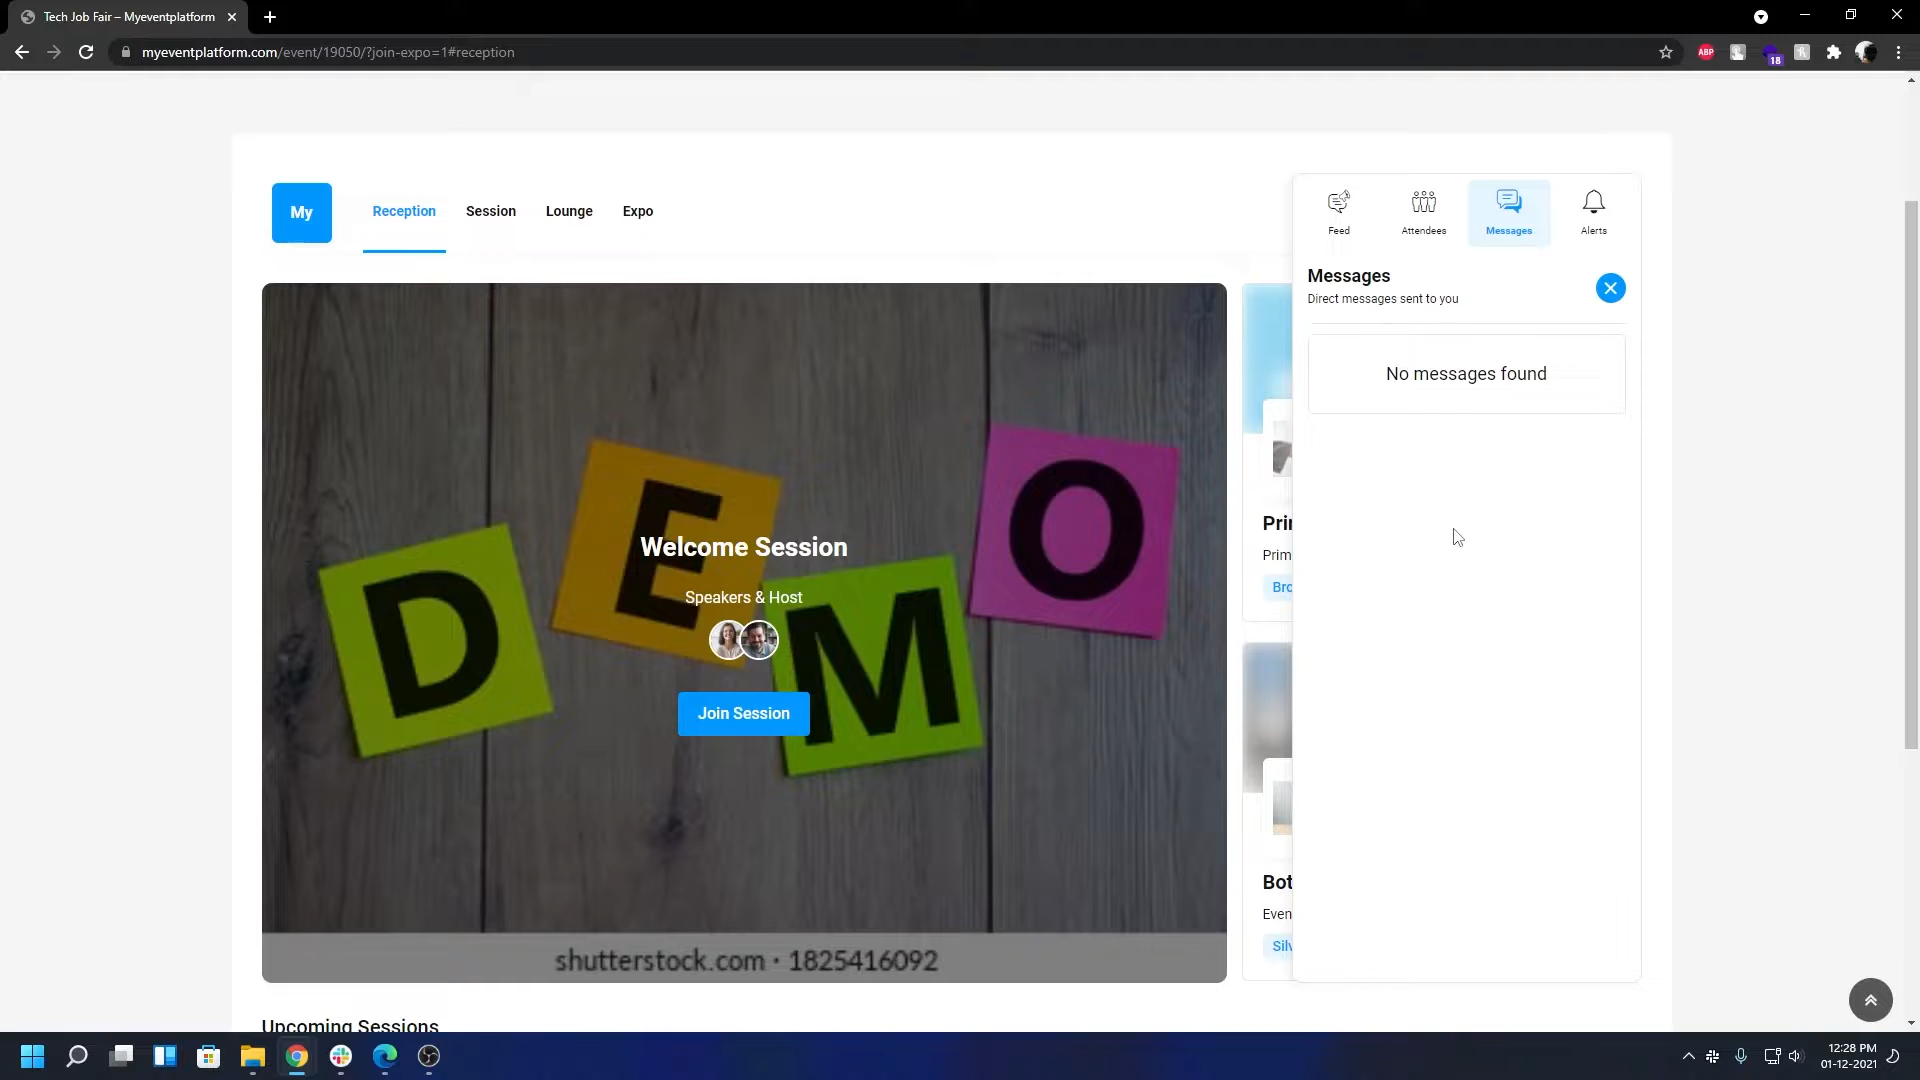 Tech Job Fair – Myeventplatform
myeventplatform.com/event/19050/?join-expo=1#reception
ABP
18
My
Reception
Session
Lounge
Expo
Feed
Attendees
Messages
Alerts
Messages
Direct messages sent to you
No messages found
D E M O
Welcome Session
Speakers & Host
Join Session
shutterstock.com · 1825416092
Pri
Prim
Bro
Bot
Even
Silv
Upcoming Sessions
12:28 PM
01-12-2021